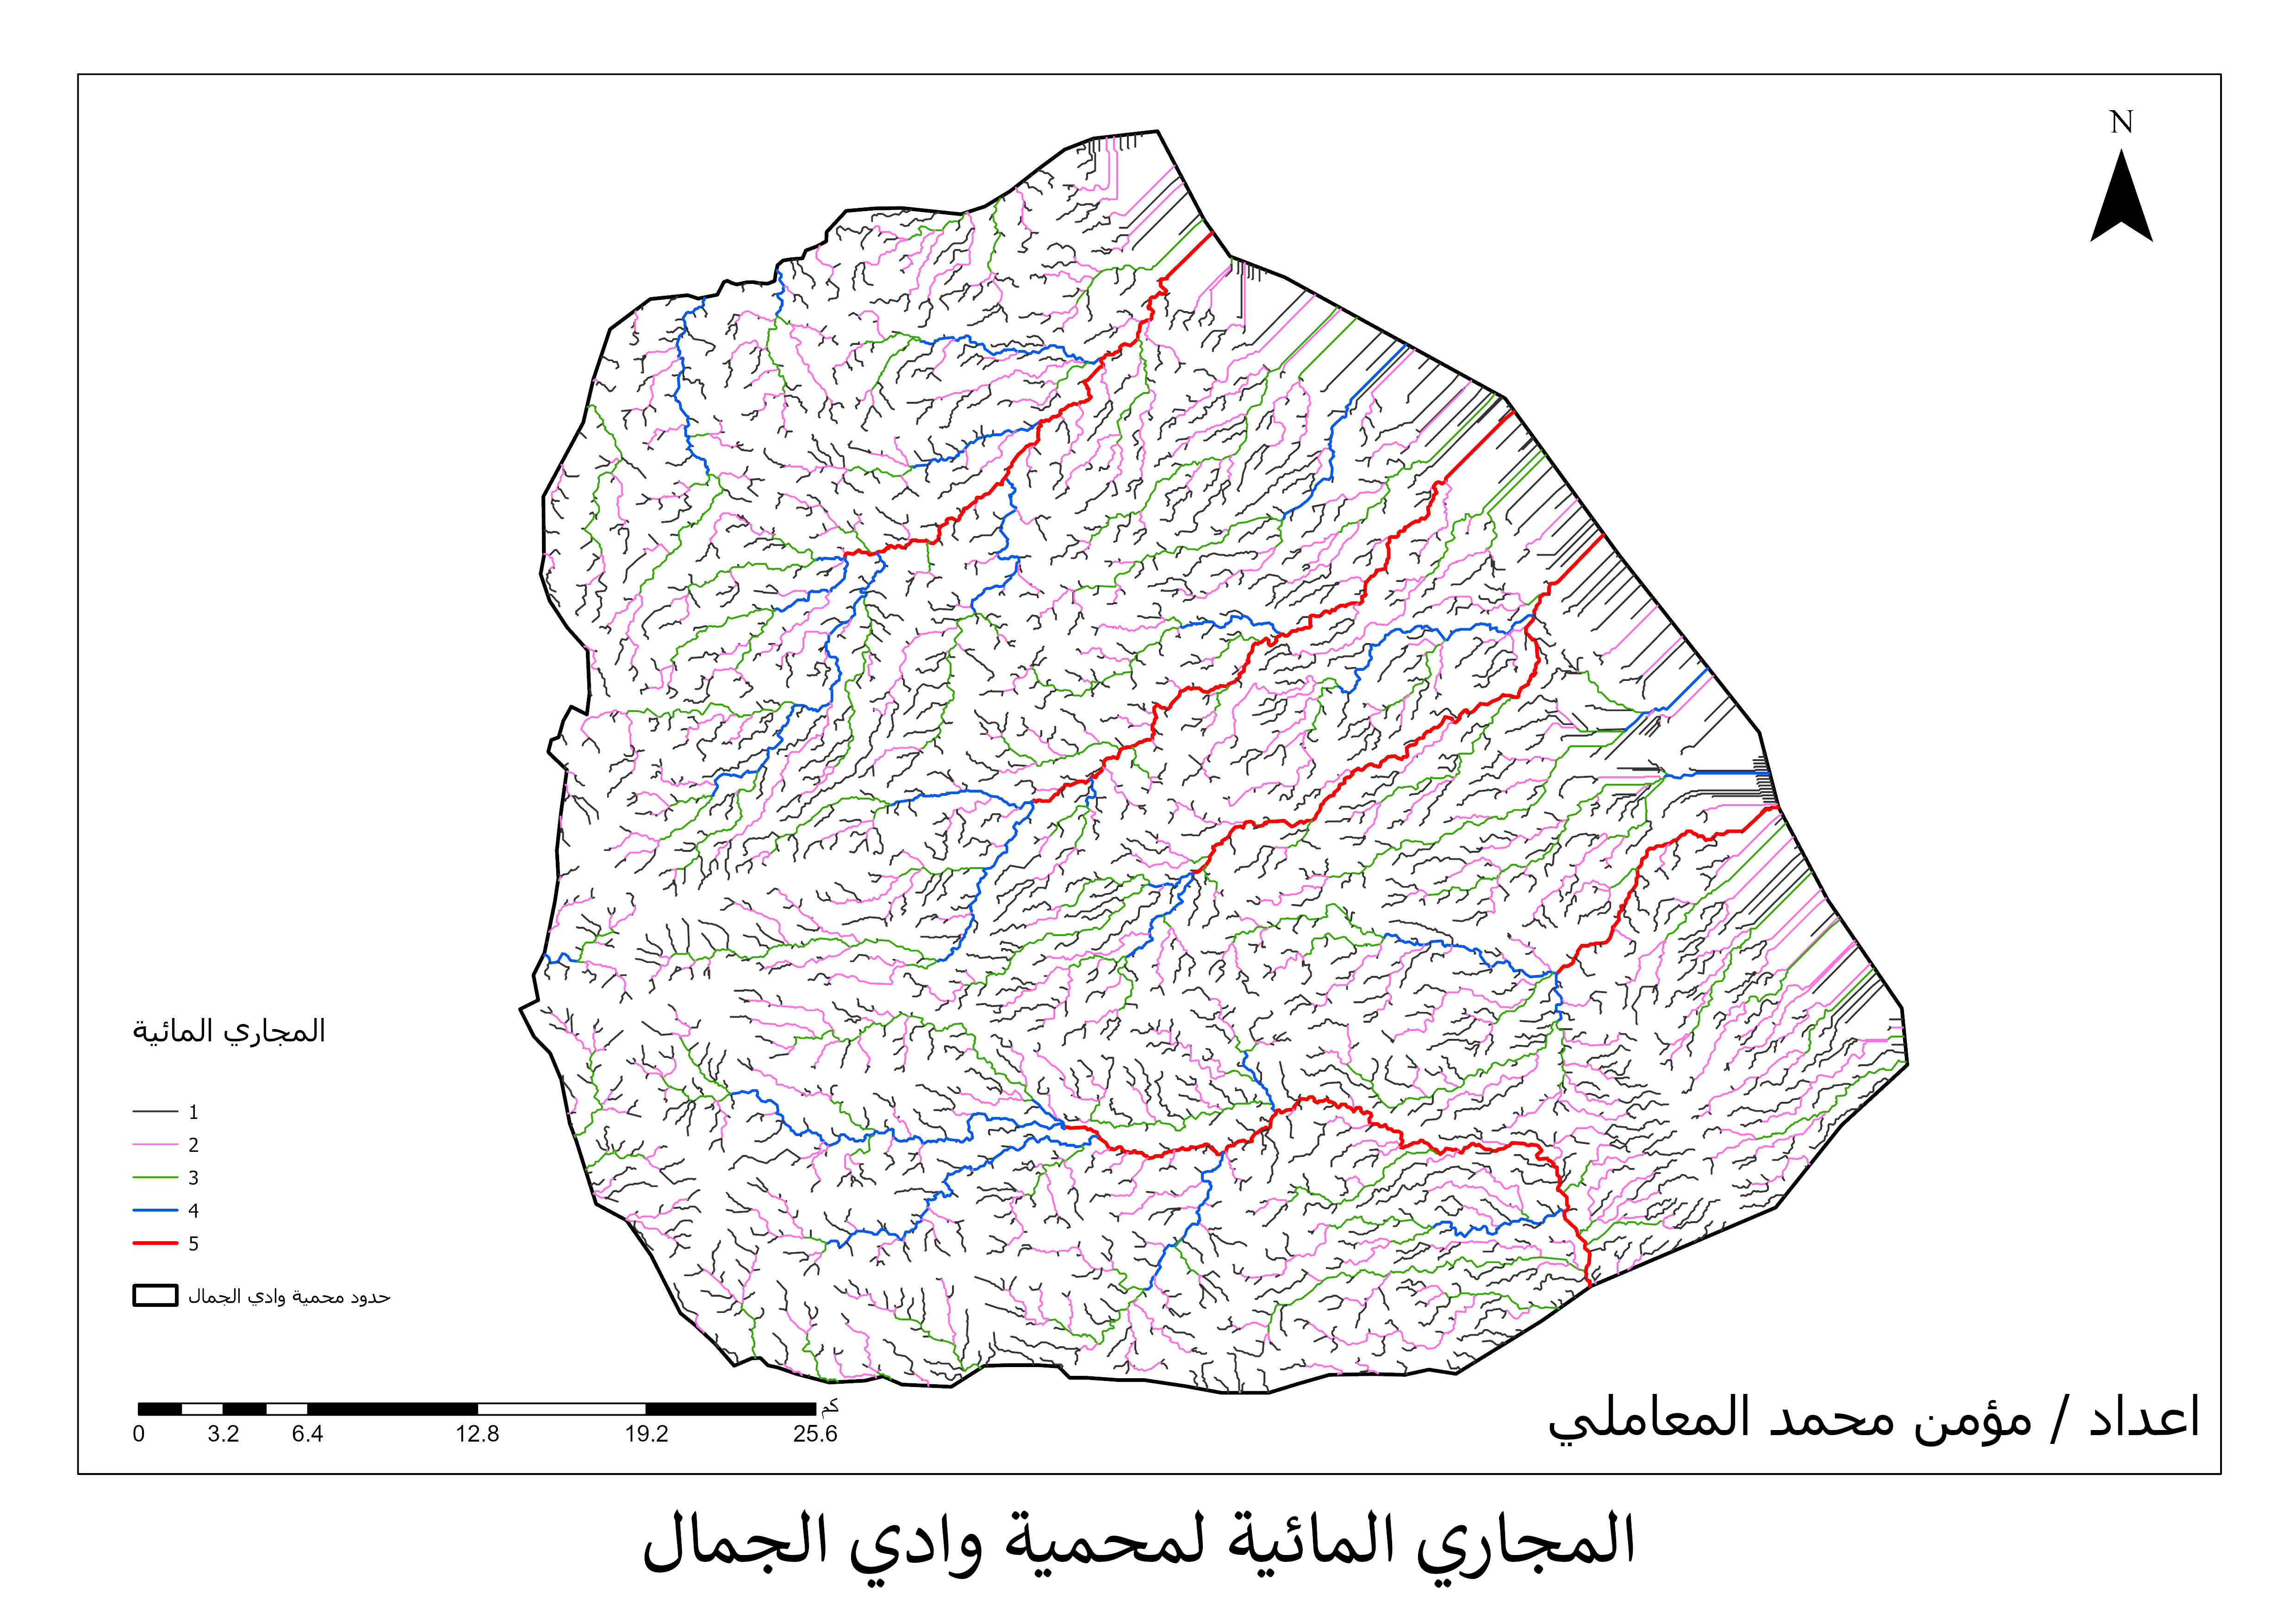 N
المجاري المائية
1
2
3
4
5
حدود محمية وادي الجمال
كم
0 3.2 6.4 12.8 19.2 25.6
اعداد / مؤمن محمد المعاملي
المجاري المائية لمحمية وادي الجمال